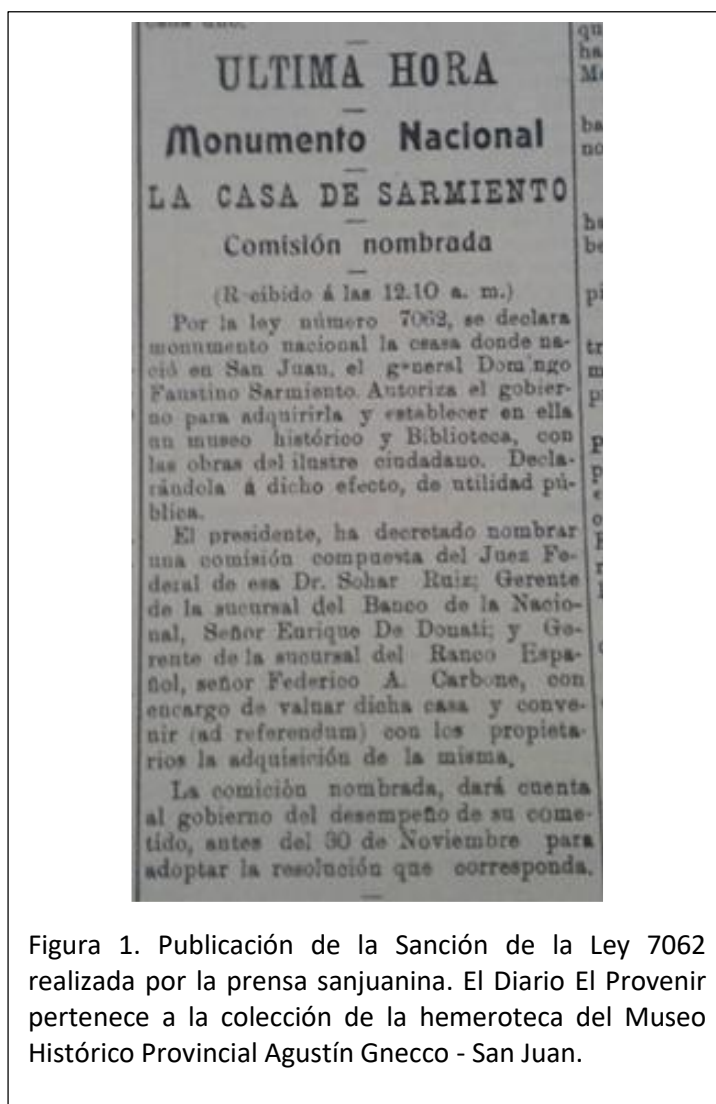 ULTIMA HORA
Monumento Nacional
LA CASA DE SARMIENTO
Comisión nombrada
(Recibido á las 12.10 a. m.)
Por la ley número 7062, se declara
monumento nacional la ceasa donde na-
ció en San Juan, el general Dom'ngo
Faustino Sarmiento. Autoriza el gobier-
no para adquirirla y establecer en ella
un museo histórico y Biblioteca, con
las obras del ilustre ciudadano. Decla-
rándola á dicho efecto, de utilidad pú-
blica.
El presidente, ha decretado nombrar
una comisión compuesta del Juez Fe-
deral de esa Dr. Sohar Ruiz; Gerente
de la sucursal del Banco de la Nacio-
nal, Señor Enrique De Donati; y Ge-
rente de la sucursal del Ranco Espa-
ñol, señor Federico A. Carbone, con
encargo de valuar dicha casa y conve-
nir (ad referendum) con los propieta-
rios la adquisición de la misma,
La comición nombrada, dará cuenta
al gobierno del desempeño de su come-
tido, antes del 30 de Noviembre para
adoptar la resolución que corresponda.
Figura 1. Publicación de la Sanción de la Ley 7062
realizada por la prensa sanjuanina. El Diario El Provenir
pertenece a la colección de la hemeroteca del Museo
Histórico Provincial Agustín Gnecco - San Juan.